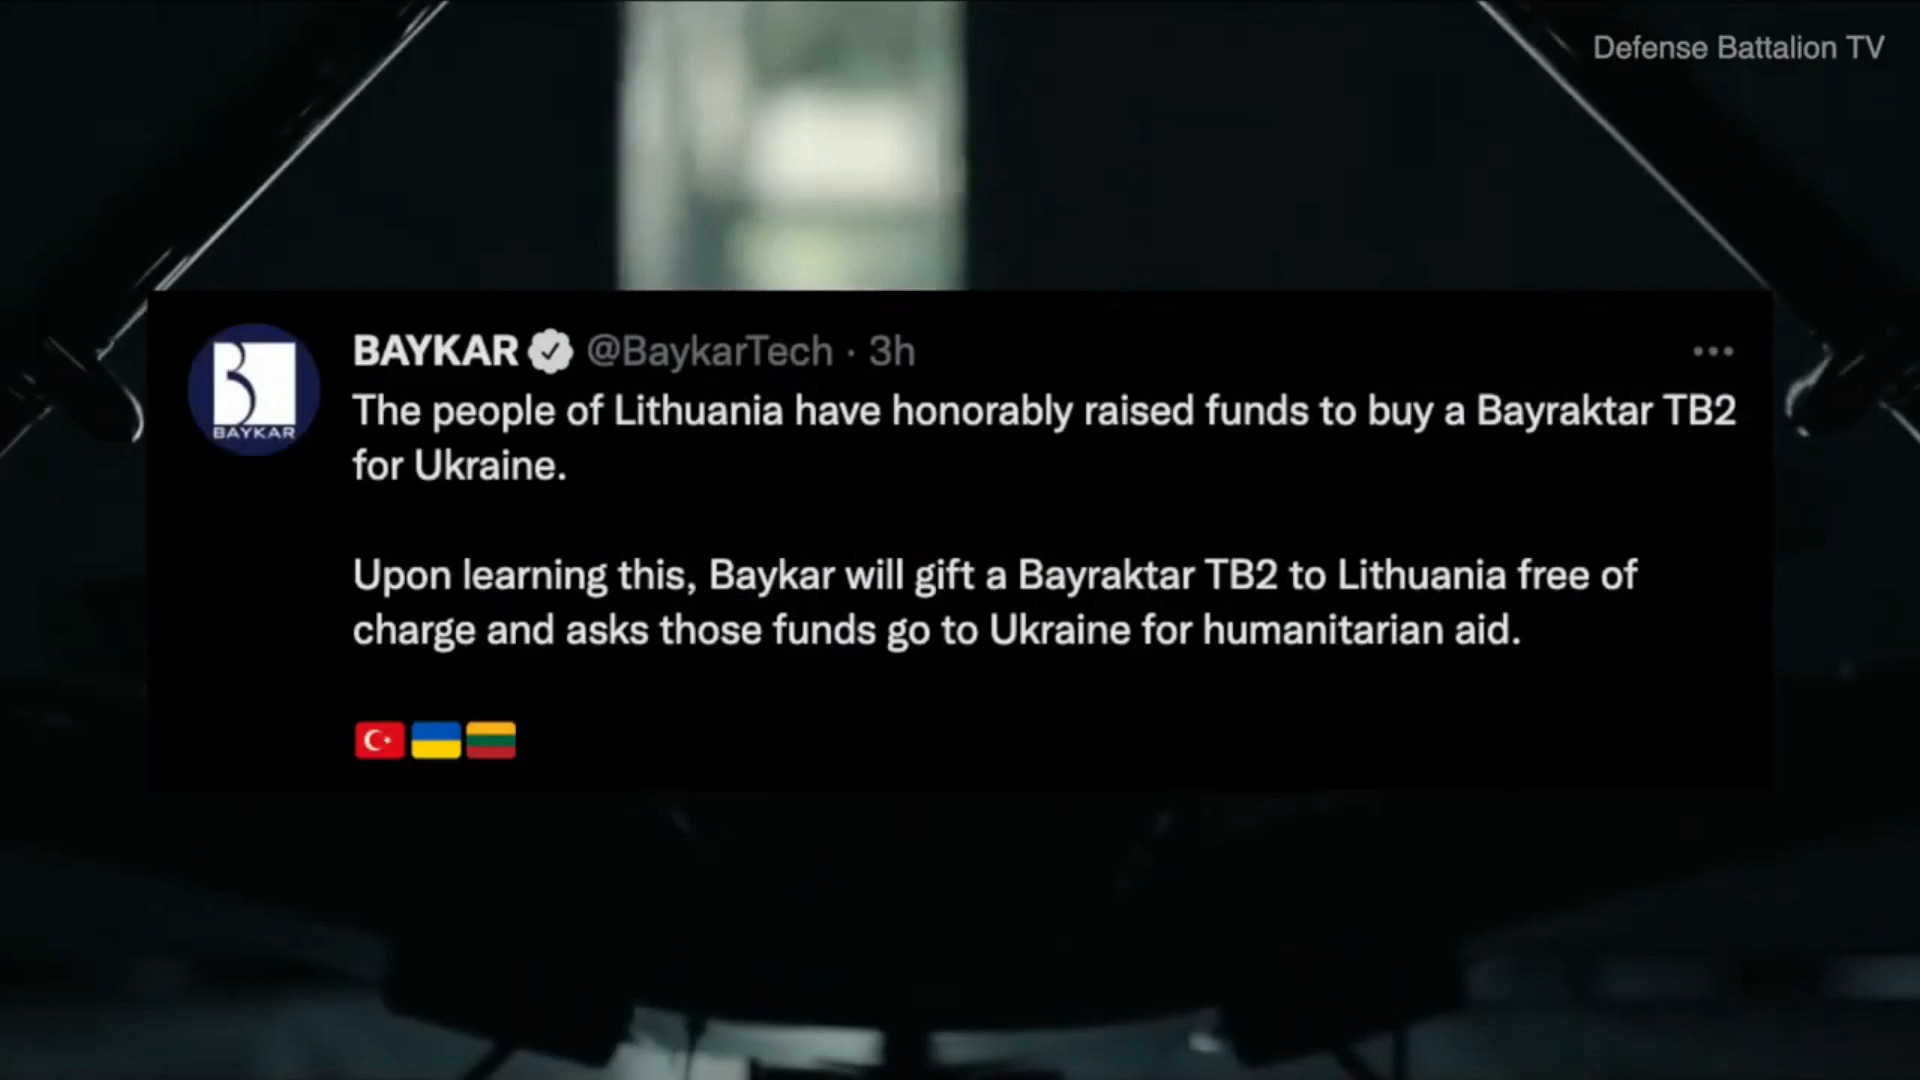 Defense Battalion TV
BAYKAR @BaykarTech · 3h
The people of Lithuania have honorably raised funds to buy a Bayraktar TB2
for Ukraine.
Upon learning this, Baykar will gift a Bayraktar TB2 to Lithuania free of
charge and asks those funds go to Ukraine for humanitarian aid.
BAYKAR